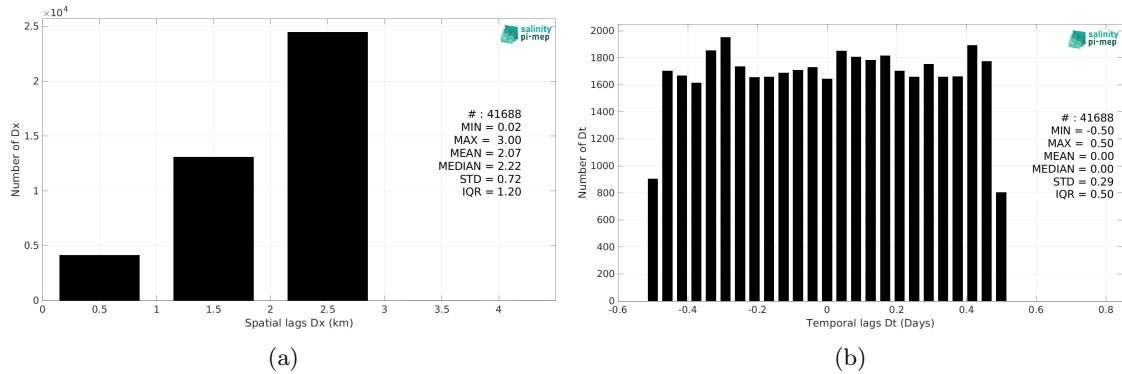 ×10⁴
2.5
2
1.5
1
0.5
0
Number of Dx
salinity
pi-mep
# : 41688
MIN = 0.02
MAX = 3.00
MEAN = 2.07
MEDIAN = 2.22
STD = 0.72
IQR = 1.20
0 0.5 1 1.5 2 2.5 3 3.5 4
Spatial lags Dx (km)
(a)
2000
1800
1600
1400
1200
1000
800
600
400
200
0
Number of Dt
salinity
pi-mep
# : 41688
MIN = -0.50
MAX = 0.50
MEAN = 0.00
MEDIAN = 0.00
STD = 0.29
IQR = 0.50
-0.6 -0.4 -0.2 0 0.2 0.4 0.6 0.8
Temporal lags Dt (Days)
(b)